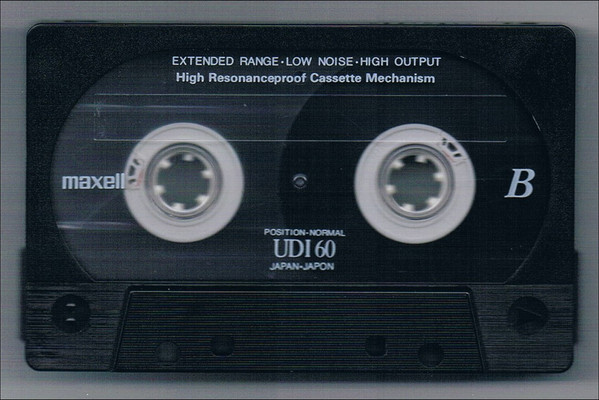 EXTENDED RANGE·LOW NOISE·HIGH OUTPUT
High Resonanceproof Cassette Mechanism
maxell
B
POSITION-NORMAL
UDI 60
JAPAN-JAPON